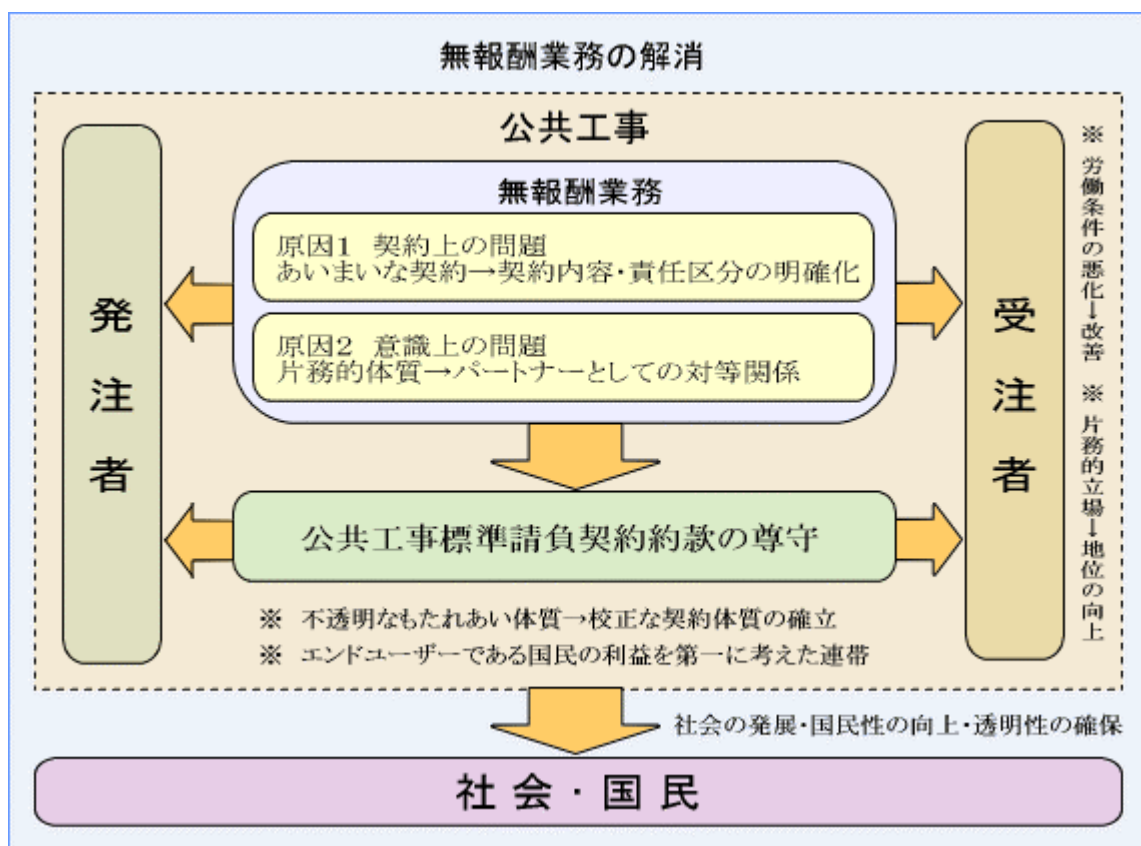 無報酬業務の解消
公共工事
発注者
無報酬業務
原因1 契約上の問題
あいまいな契約→契約内容・責任区分の明確化
原因2 意識上の問題
片務的体質→パートナーとしての対等関係
公共工事標準請負契約約款の尊守
※ 不透明なもたれあい体質→校正な契約体質の確立
※ エンドユーザーである国民の利益を第一に考えた連帯
受注者
※ 労働条件の悪化→改善 ※ 片務的立場→地位の向上
社会の発展・国民性の向上・透明性の確保
社会・国民